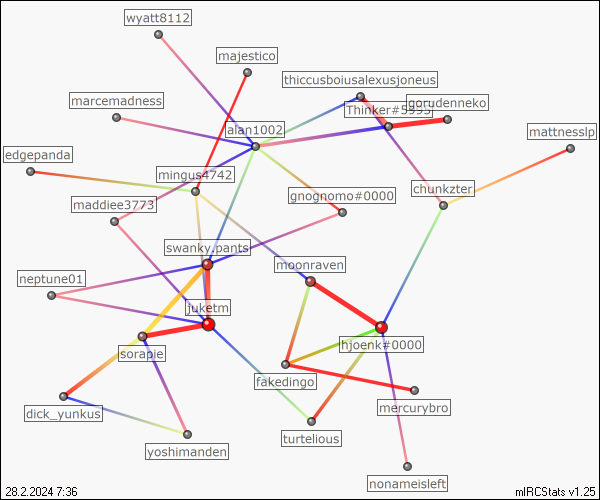 wyatt8112
majestico
thiccusboiusalexusjoneus
marcemadness
Thinker#5995
gorudenneko
alan1002
mattnesslp
edgepanda
mingus4742
chunkzter
maddiee3773
gnognomo#0000
swanky.pants
moonraven
neptune01
juketm
hjoenk#0000
sorapie
fakedingo
dick_yunkus
mercurybro
turtelious
yoshimanden
nonameisleft
28.2.2024 7:36
mIRCStats v1.25